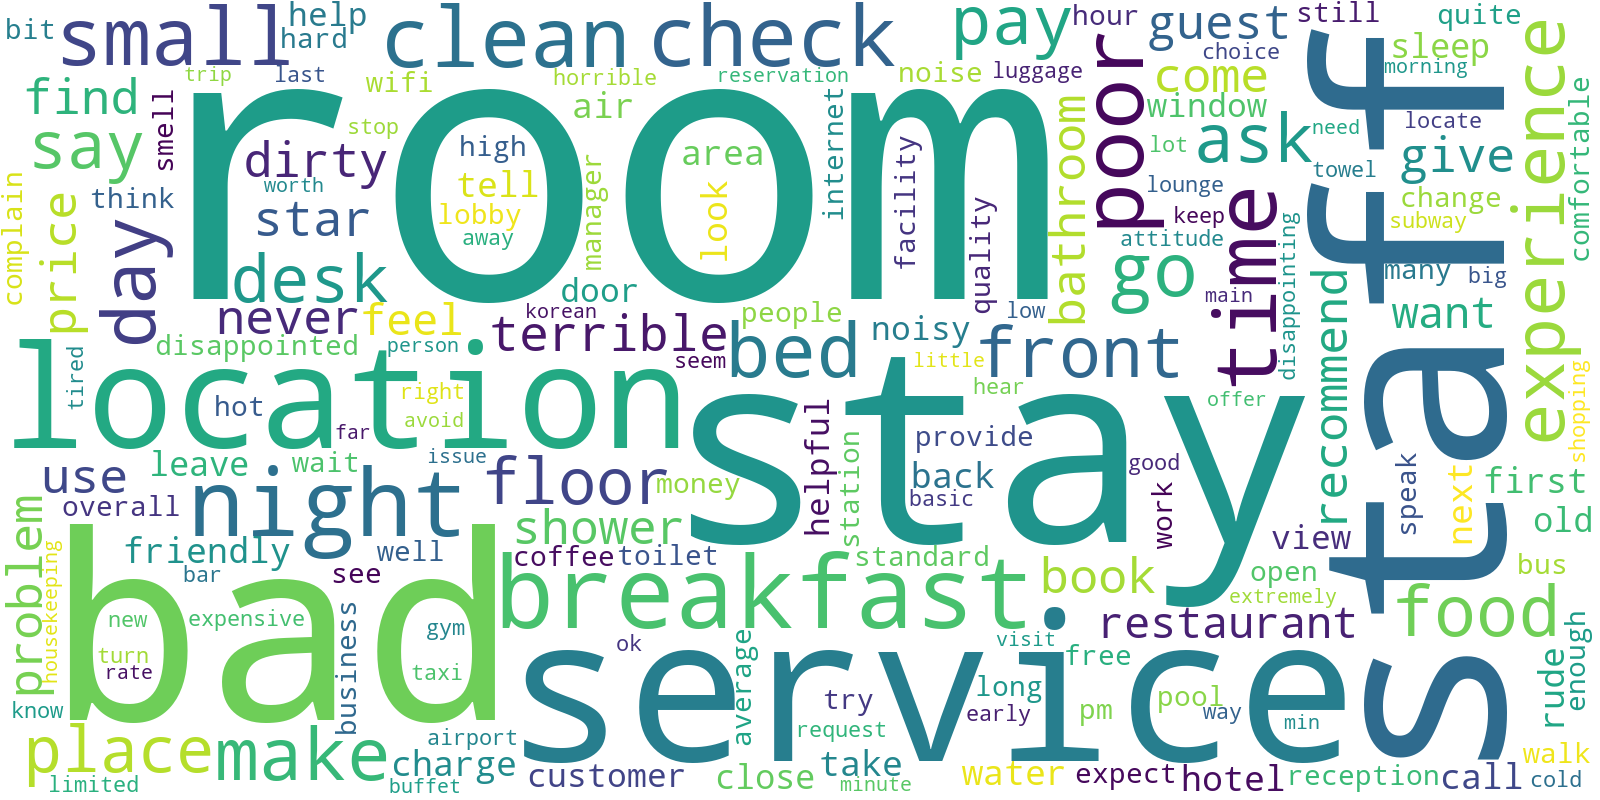 room
stay
bad
staff
services
location
breakfast
night
small
clean
check
pay
poor
guest
come
ask
time
experience
bit
help
hard
find
say
day
price
trip
last
wifi
horrible
air
reservation
noise
luggage
hour
choice
still
quite
sleep
morning
smell
dirty
stop
high
tell
area
internet
bathroom
window
lot
need
locate
give
comfortable
think
worth
star
lobby
away
manager
look
facility
quality
lounge
keep
attitude
towel
change
subway
complain
desk
door
never
feel
korean
people
low
go
main
disappointing
many
big
want
recommend
disappointed
person
terrible
seem
bed
noisy
little
front
tired
hot
right
avoid
far
hear
offer
shopping
use
leave
wait
issue
floor
money
helpful
station
provide
back
basic
good
work
speak
next
first
overall
problem
friendly
well
shower
coffee
toilet
standard
book
view
open
old
bus
extremely
food
housekeeping
bar
see
new
expensive
gym
business
restaurant
turn
rate
taxi
ok
average
visit
free
rude
enough
know
try
long
early
pm
pool
way
min
place
make
airport
charge
request
take
walk
limited
buffet
customer
close
minute
water
expect
hotel
reception
call
cold